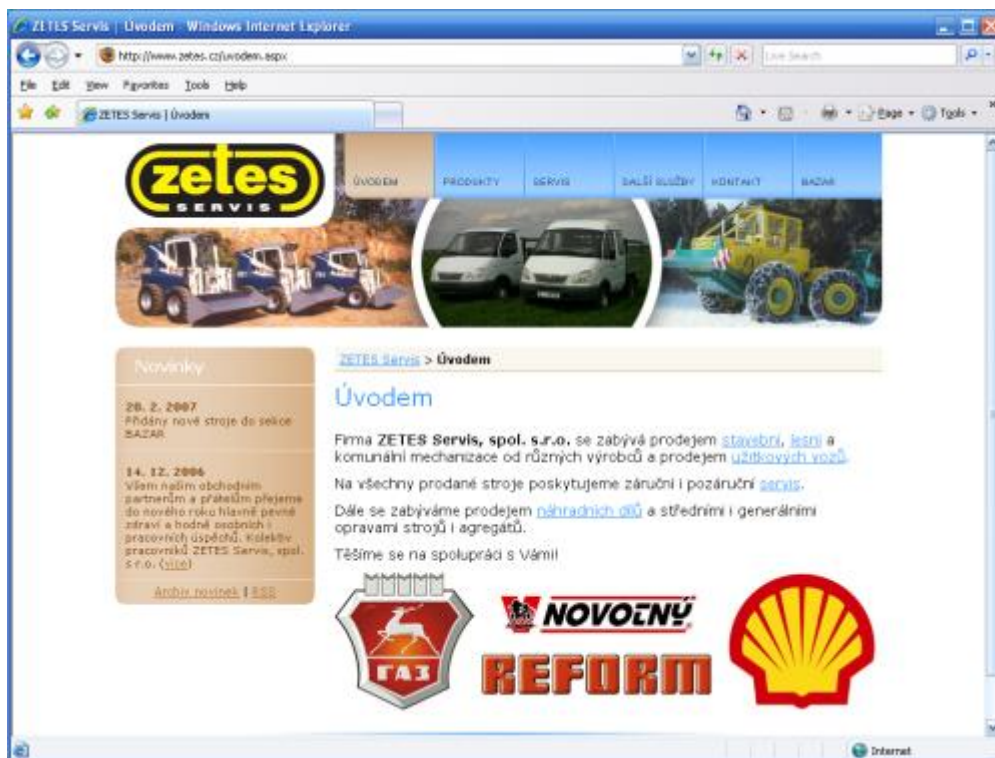 ZETES Servis | Úvodem - Windows Internet Explorer
http://www.zetes.cz/uvodem.aspx
Live Search
File Edit View Favorites Tools Help
ZETES Servis | Úvodem
Page Tools
zetes
SERVIS
ÚVODEM PRODUKTY SERVIS DALŠÍ SLUŽBY KONTAKT BAZAR
Novinky
20. 2. 2007
Přidány nové stroje do sekce
BAZAR
14. 12. 2006
Všem našim obchodním
partnerům a přátelům přejeme
do nového roku hlavně pevné
zdraví a hodně osobních i
pracovních úspěchů. Kolektiv
pracovníků ZETES Servis, spol.
s r.o. (více)
Archiv novinek | RSS
ZETES Servis > Úvodem
Úvodem
Firma ZETES Servis, spol. s.r.o. se zabývá prodejem stavební, lesní a
komunální mechanizace od různých výrobců a prodejem užitkových vozů.
Na všechny prodané stroje poskytujeme záruční i pozáruční servis.
Dále se zabýváme prodejem náhradních dílů a středními i generálními
opravami strojů i agregátů.
Těšíme se na spolupráci s Vámi!
ГАЗ
NOVOTNÝ
REFORM
Internet